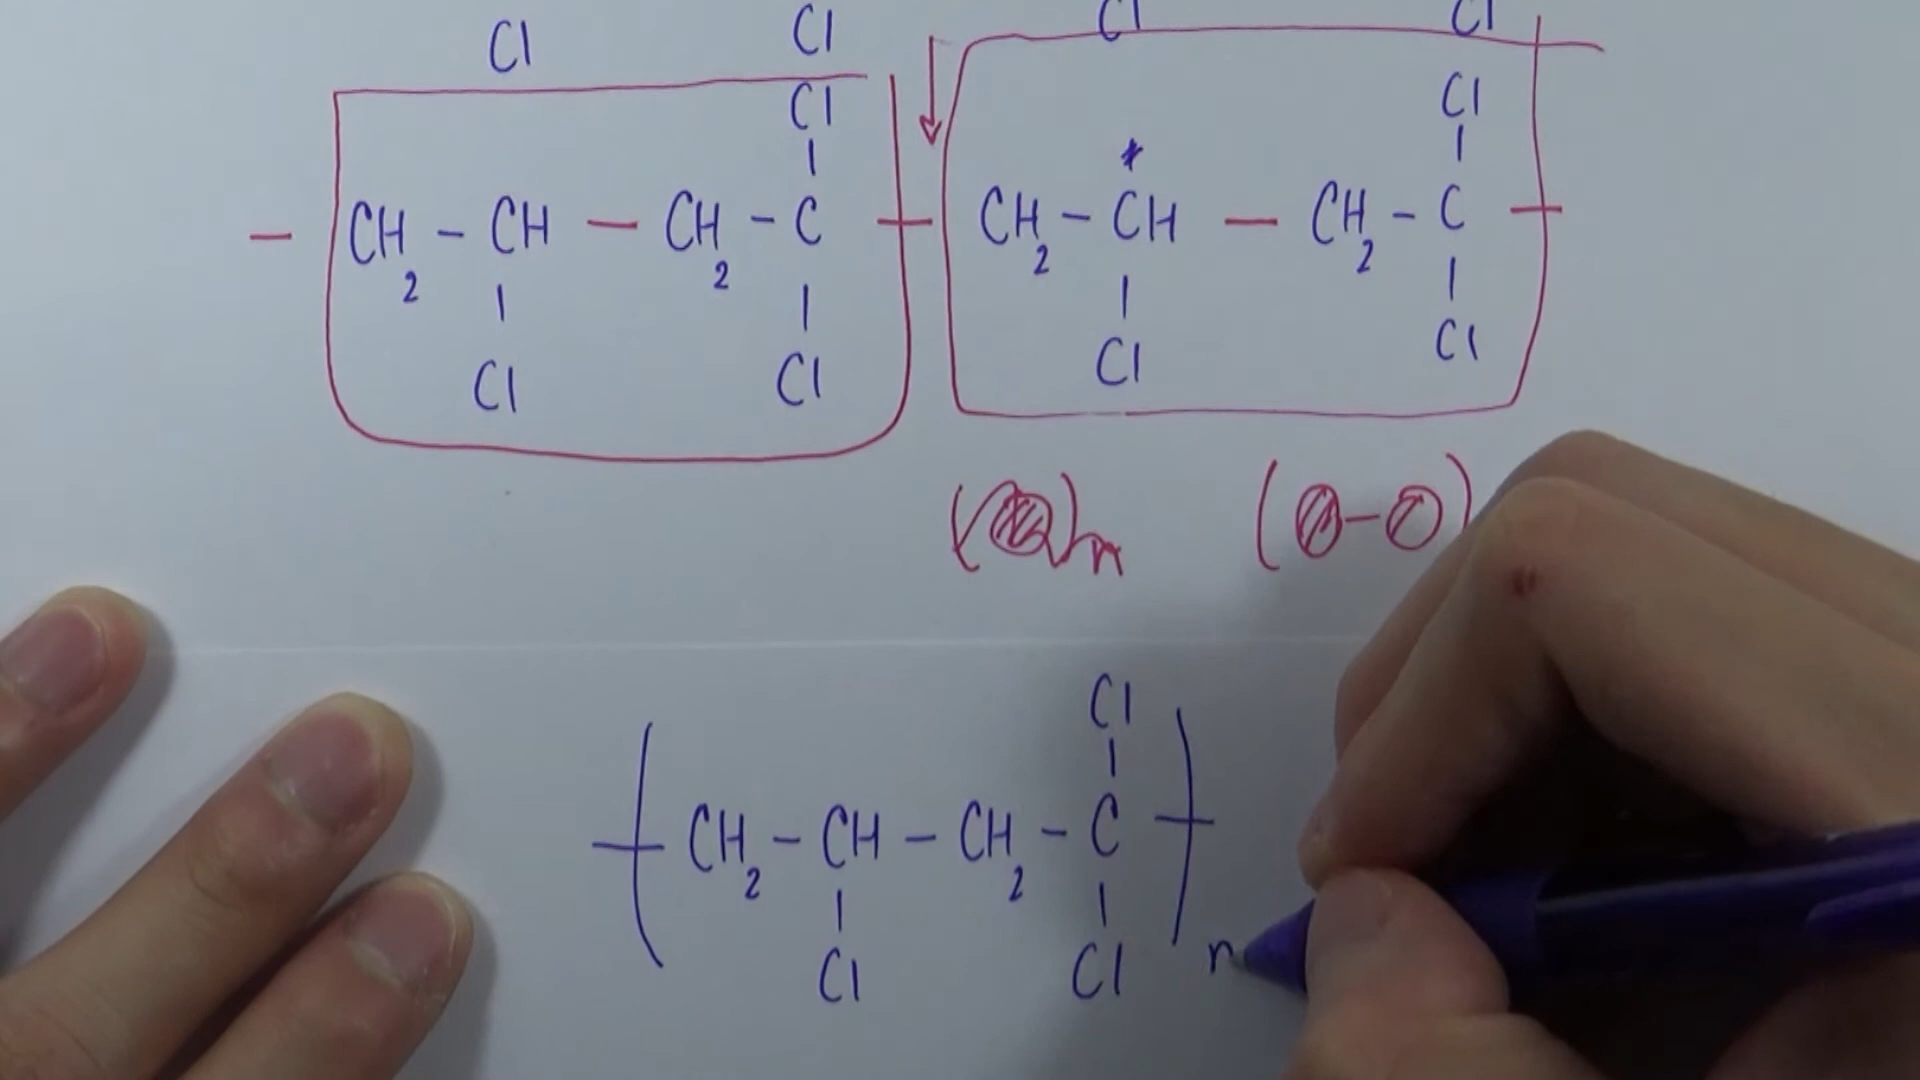 Cl Cl Cl Cl
Cl Cl
— CH2 – CH — CH2 – C — CH2 – *CH — CH2 – C —
Cl Cl Cl Cl
( )n ( – )
Cl
( CH2 – CH – CH2 – C )n
Cl Cl